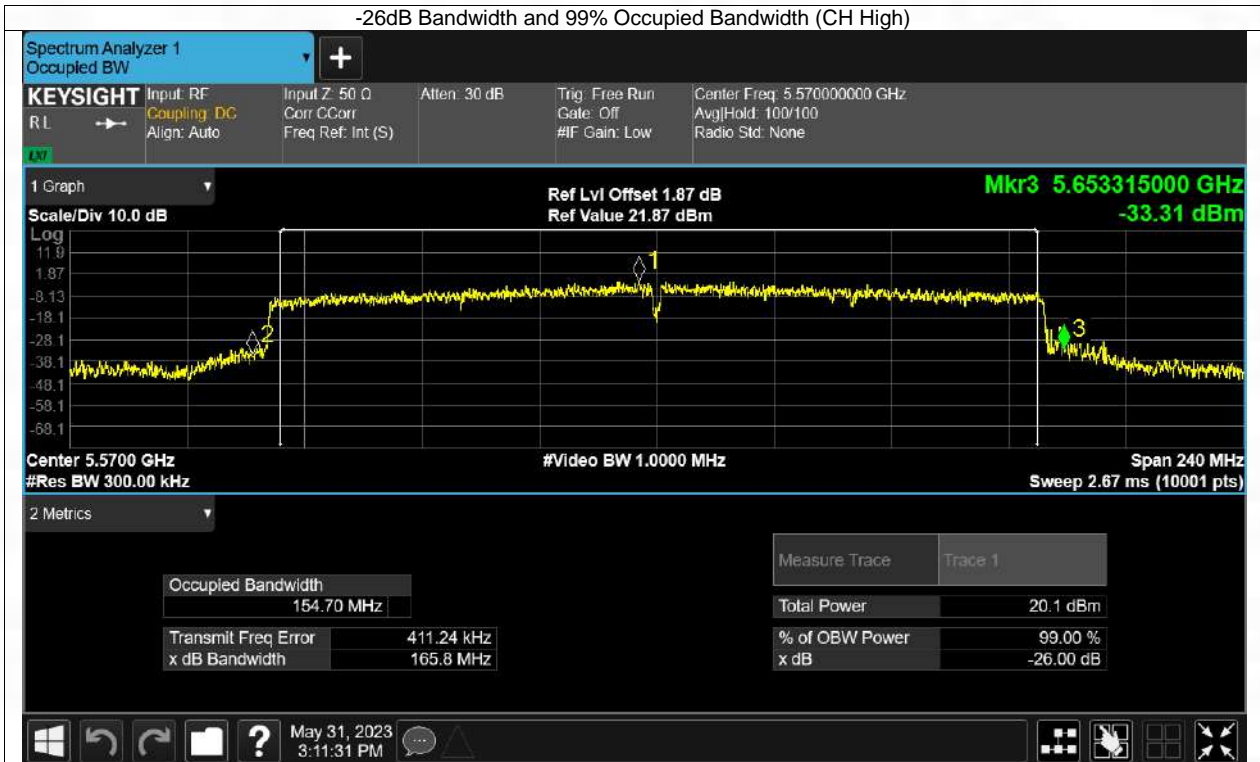 -26dB Bandwidth and 99% Occupied Bandwidth (CH High)
Spectrum Analyzer 1
Occupied BW
+
KEYSIGHT Input: RF Input Z: 50 Ω Atten: 30 dB Trig: Free Run Center Freq: 5.570000000 GHz
RL Coupling: DC Corr CCorr Gate: Off Avg|Hold: 100/100
Align: Auto Freq Ref: Int (S) #IF Gain: Low Radio Std: None
LXI
1 Graph Ref Lvl Offset 1.87 dB Mkr3 5.653315000 GHz
Scale/Div 10.0 dB Ref Value 21.87 dBm -33.31 dBm
Log
11.9
1.87
-8.13
-18.1
-28.1
-38.1
-48.1
-58.1
-68.1
1
2
3
Center 5.5700 GHz #Video BW 1.0000 MHz Span 240 MHz
#Res BW 300.00 kHz Sweep 2.67 ms (10001 pts)
2 Metrics
Measure Trace Trace 1
Occupied Bandwidth
154.70 MHz Total Power 20.1 dBm
Transmit Freq Error 411.24 kHz % of OBW Power 99.00 %
x dB Bandwidth 165.8 MHz x dB -26.00 dB
? May 31, 2023
3:11:31 PM